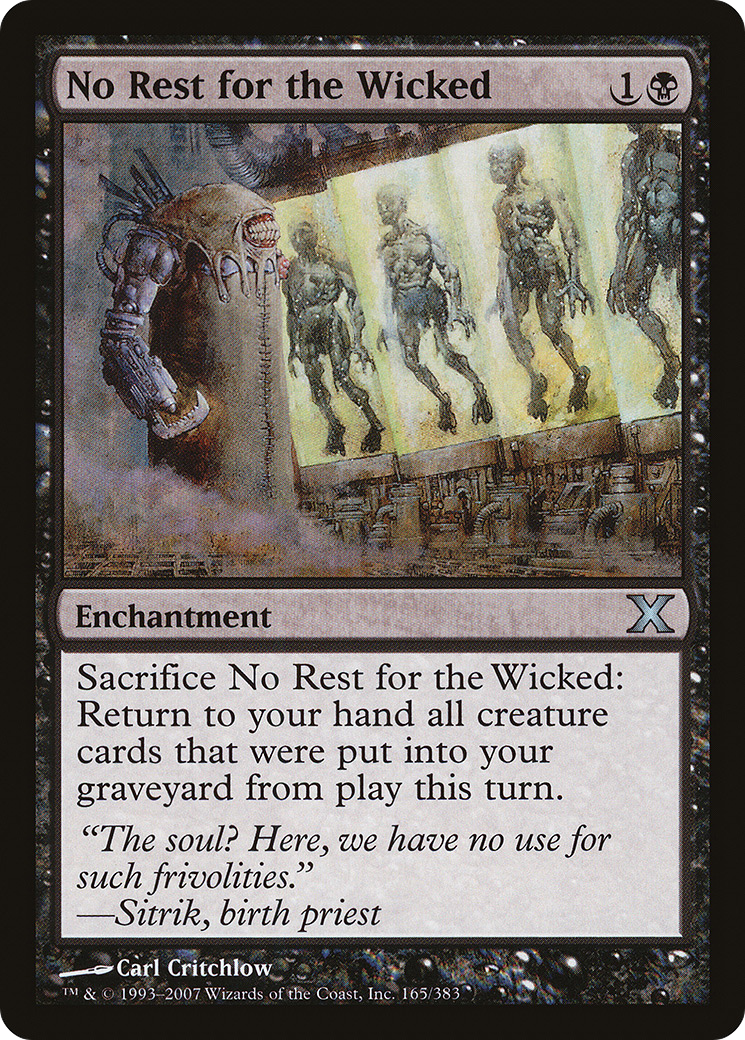 No Rest for the Wicked 1
Enchantment X
Sacrifice No Rest for the Wicked:
Return to your hand all creature
cards that were put into your
graveyard from play this turn.
“The soul? Here, we have no use for
such frivolities.”
—Sitrik, birth priest
Carl Critchlow
™ & © 1993–2007 Wizards of the Coast, Inc. 165/383